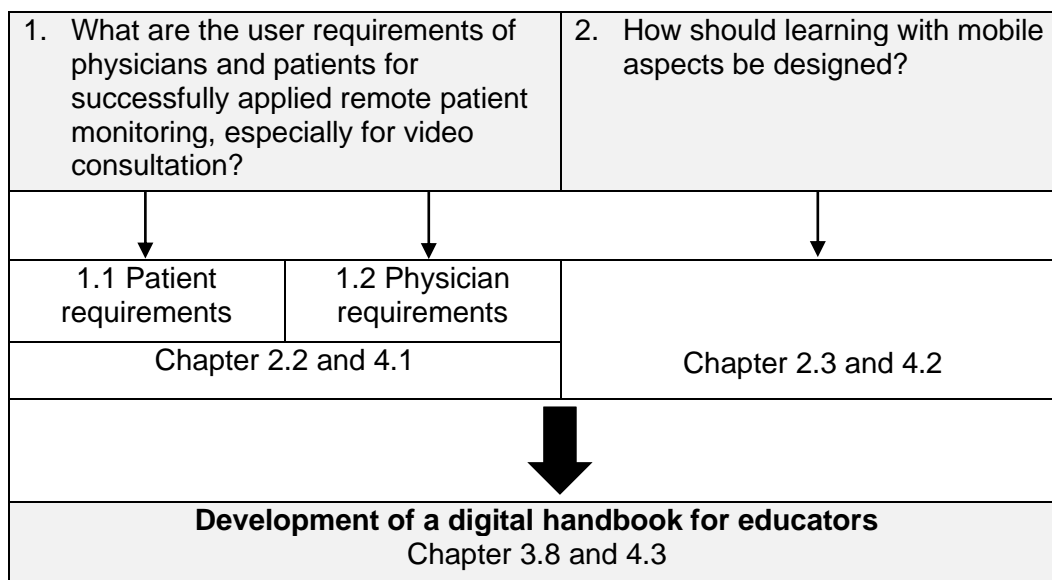 1. What are the user requirements of
physicians and patients for
successfully applied remote patient
monitoring, especially for video
consultation?
2. How should learning with mobile
aspects be designed?
1.1 Patient
requirements
1.2 Physician
requirements
Chapter 2.2 and 4.1
Chapter 2.3 and 4.2
Development of a digital handbook for educators
Chapter 3.8 and 4.3